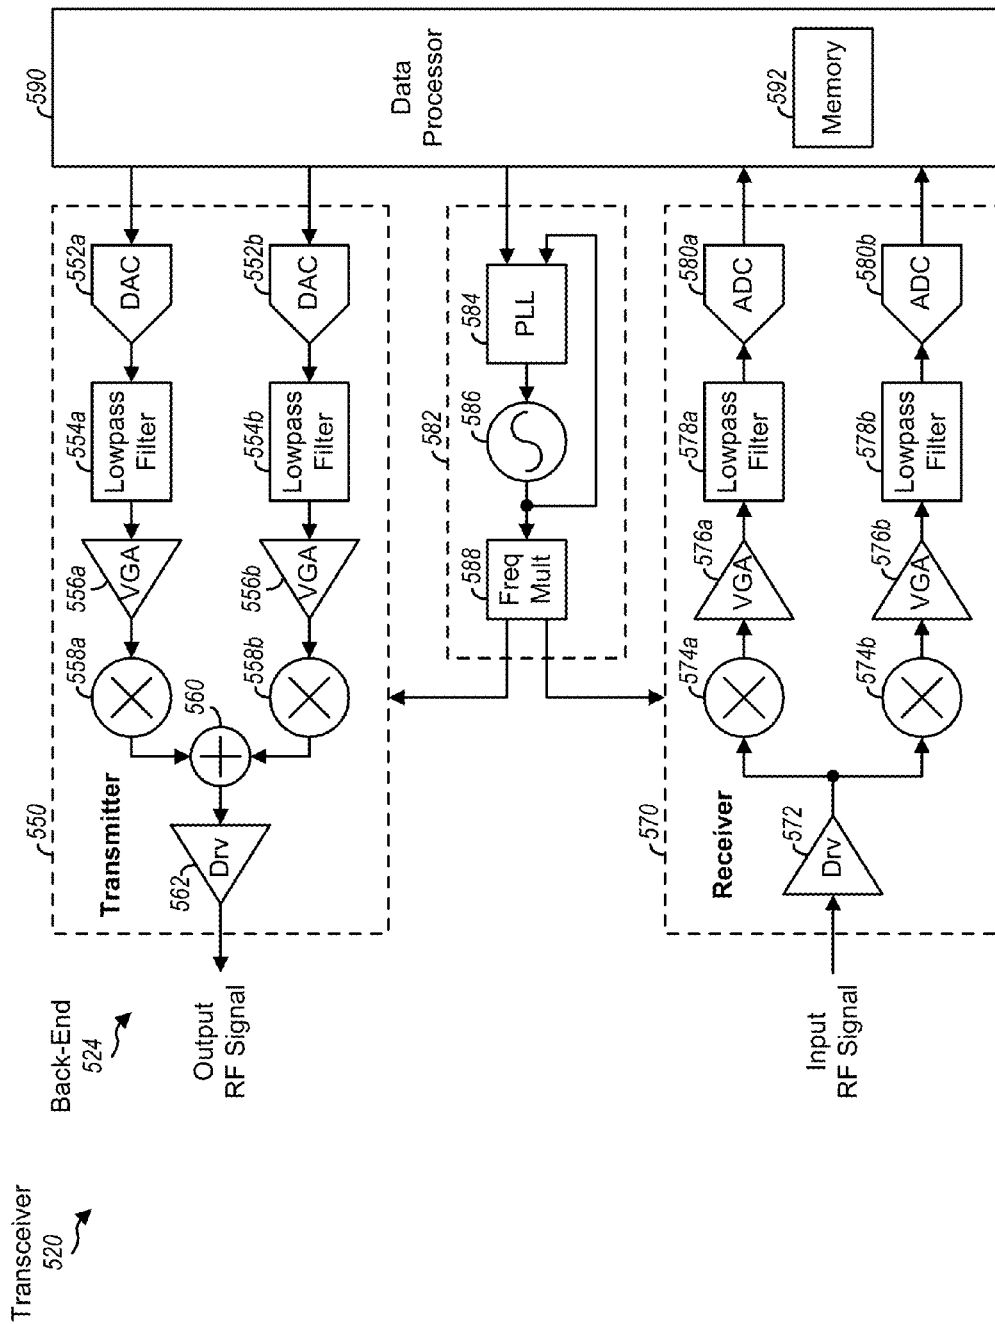 Transceiver
520
Back-End
524
550
Transmitter
Output
RF Signal
562
Drv
560
558a
556a
VGA
554a
Lowpass
Filter
552a
DAC
558b
556b
VGA
554b
Lowpass
Filter
552b
DAC
582
588
Freq
Mult
586
584
PLL
570
Receiver
Input
RF Signal
572
Drv
574a
576a
VGA
578a
Lowpass
Filter
580a
ADC
574b
576b
VGA
578b
Lowpass
Filter
580b
ADC
590
Data
Processor
592
Memory